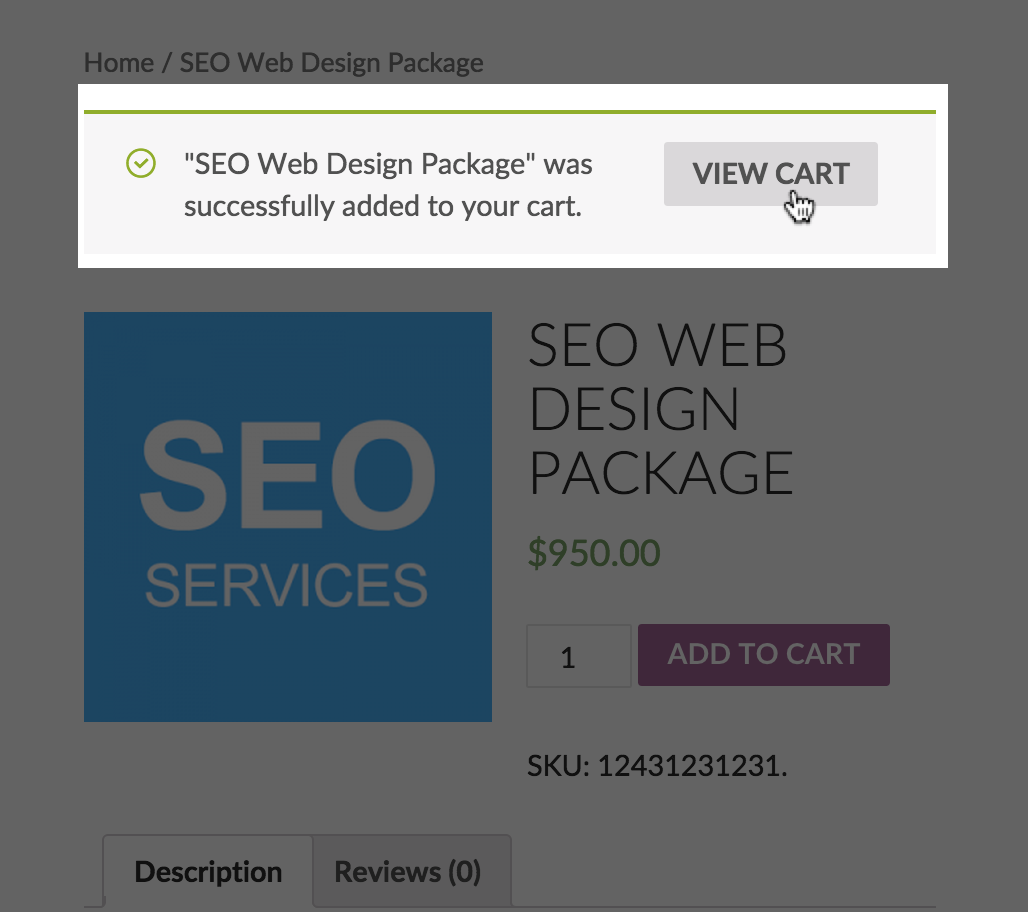 Home / SEO Web Design Package
"SEO Web Design Package" was
successfully added to your cart.
VIEW CART
SEO
SERVICES
SEO WEB
DESIGN
PACKAGE
$950.00
1
ADD TO CART
SKU: 12431231231.
Description
Reviews (0)